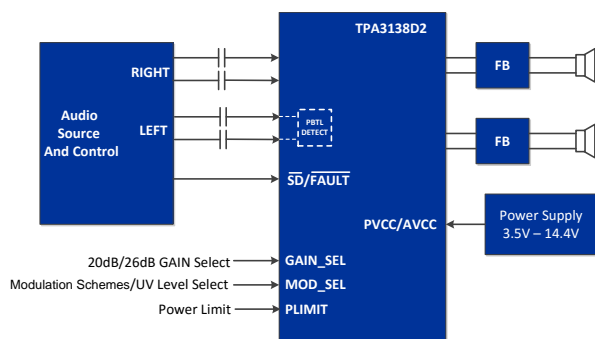 TPA3138D2
RIGHT
FB
Audio
Source
And Control
LEFT
PBTL
DETECT
FB
SD/FAULT
PVCC/AVCC
Power Supply
3.5V – 14.4V
20dB/26dB GAIN Select
GAIN_SEL
Modulation Schemes/UV Level Select
MOD_SEL
Power Limit
PLIMIT